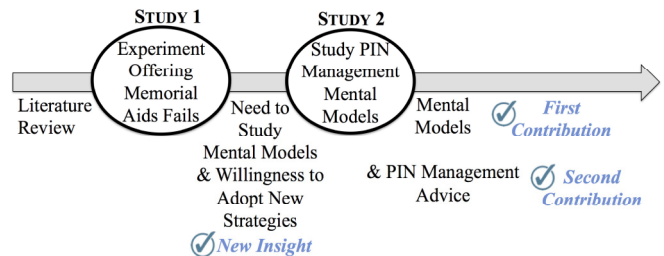 STUDY 1
Experiment
Offering
Memorial
Aids Fails
STUDY 2
Study PIN
Management
Mental
Models
Literature
Review
Need to
Study
Mental Models
& Willingness to
Adopt New
Strategies
New Insight
Mental
Models
First
Contribution
& PIN Management
Advice
Second
Contribution